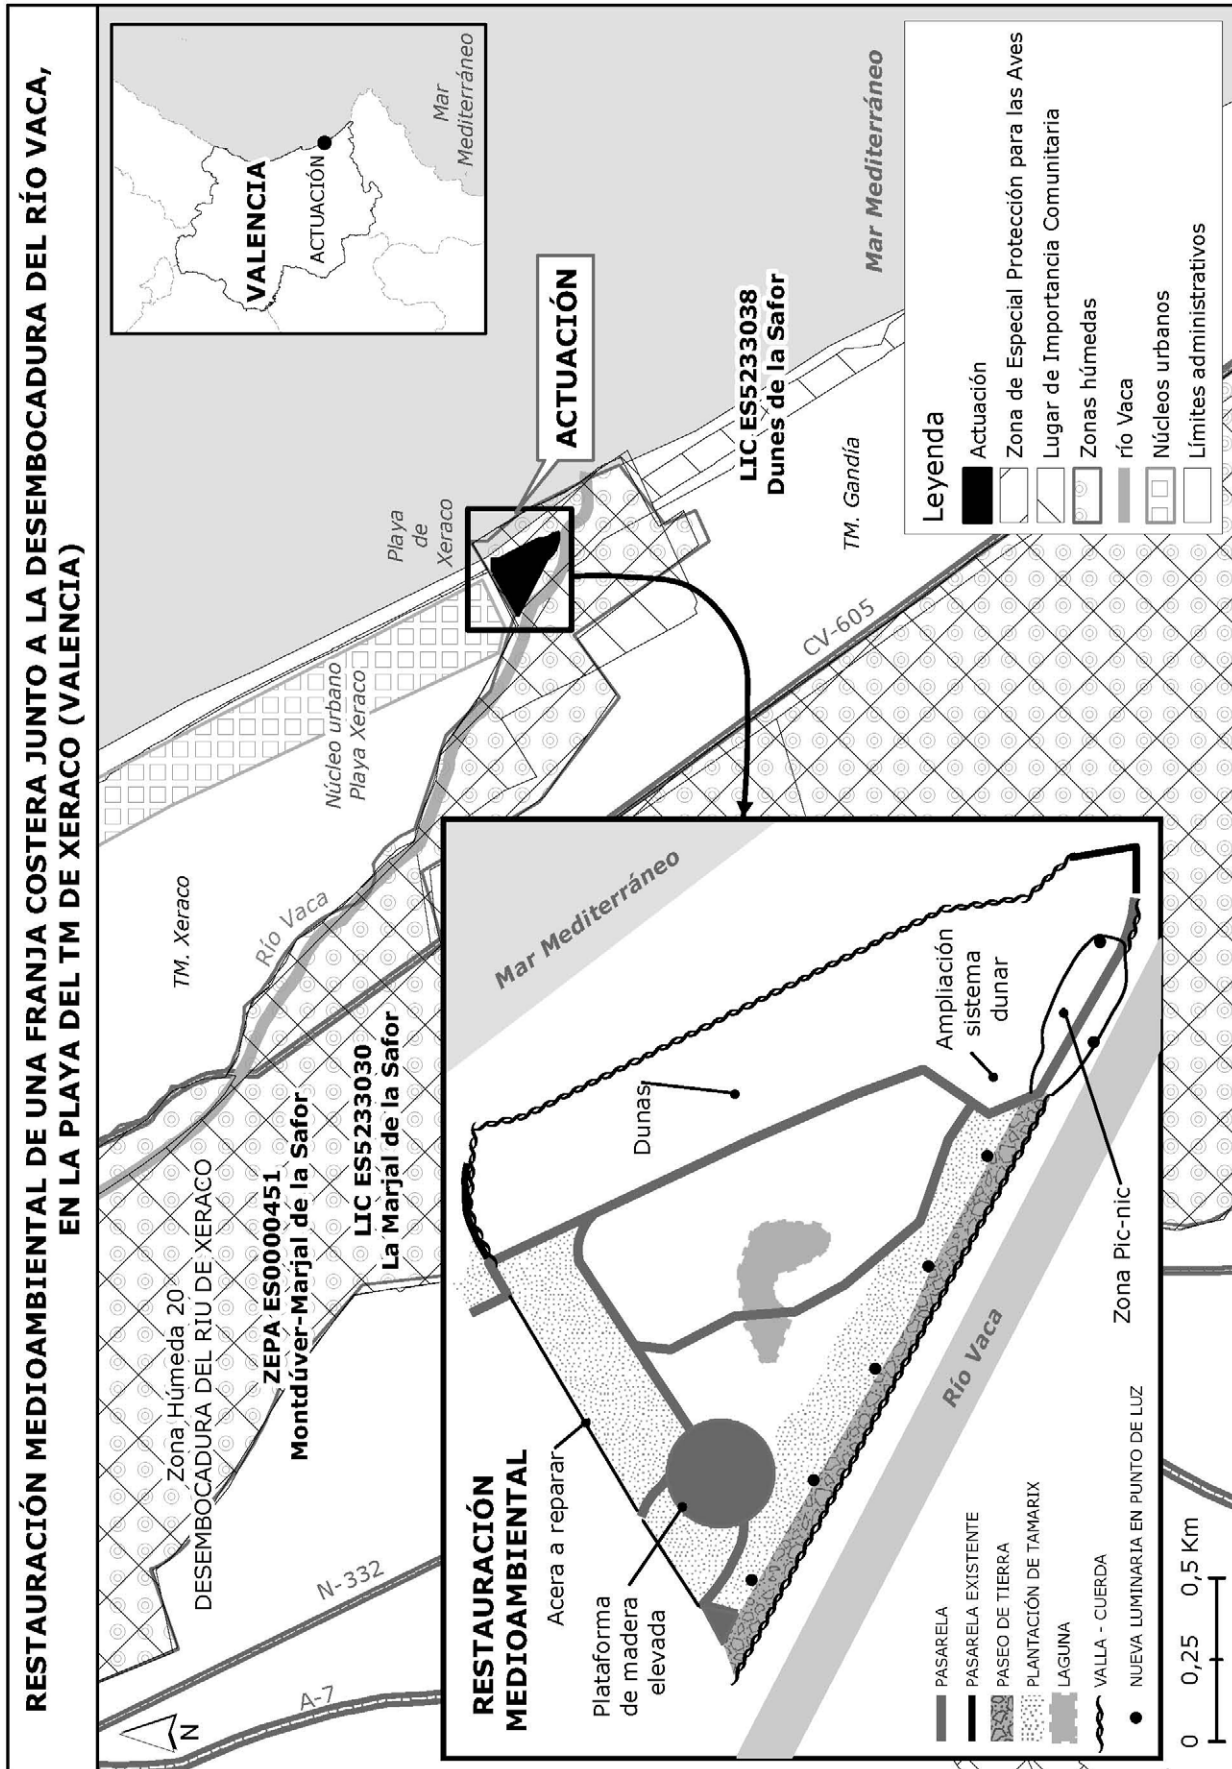 RESTAURACIÓN MEDIOAMBIENTAL DE UNA FRANJA COSTERA JUNTO A LA DESEMBOCADURA DEL RÍO VACA,
EN LA PLAYA DEL TM DE XERACO (VALENCIA)
N
A-7
N-332
Zona Húmeda 20
DESEMBOCADURA DEL RIU DE XERACO
ZEPA ES0000451
Montdúver-Marjal de la Safor
LIC ES5233030
La Marjal de la Safor
TM. Xeraco
Río Vaca
Núcleo urbano
Playa Xeraco
Playa
de
Xeraco
ACTUACIÓN
VALENCIA
ACTUACIÓN
Mar
Mediterráneo
CV-605
TM. Gandía
LIC ES5233038
Dunes de la Safor
Mar Mediterráneo
Leyenda
Actuación
Zona de Especial Protección para las Aves
Lugar de Importancia Comunitaria
Zonas húmedas
río Vaca
Núcleos urbanos
Límites administrativos
RESTAURACIÓN
MEDIOAMBIENTAL
Acera a reparar
Plataforma
de madera
elevada
Dunas
Mar Mediterráneo
Ampliación
sistema
dunar
Zona Pic-nic
Río Vaca
PASARELA
PASARELA EXISTENTE
PASEO DE TIERRA
PLANTACIÓN DE TAMARIX
LAGUNA
VALLA - CUERDA
NUEVA LUMINARIA EN PUNTO DE LUZ
0 0,25 0,5 Km